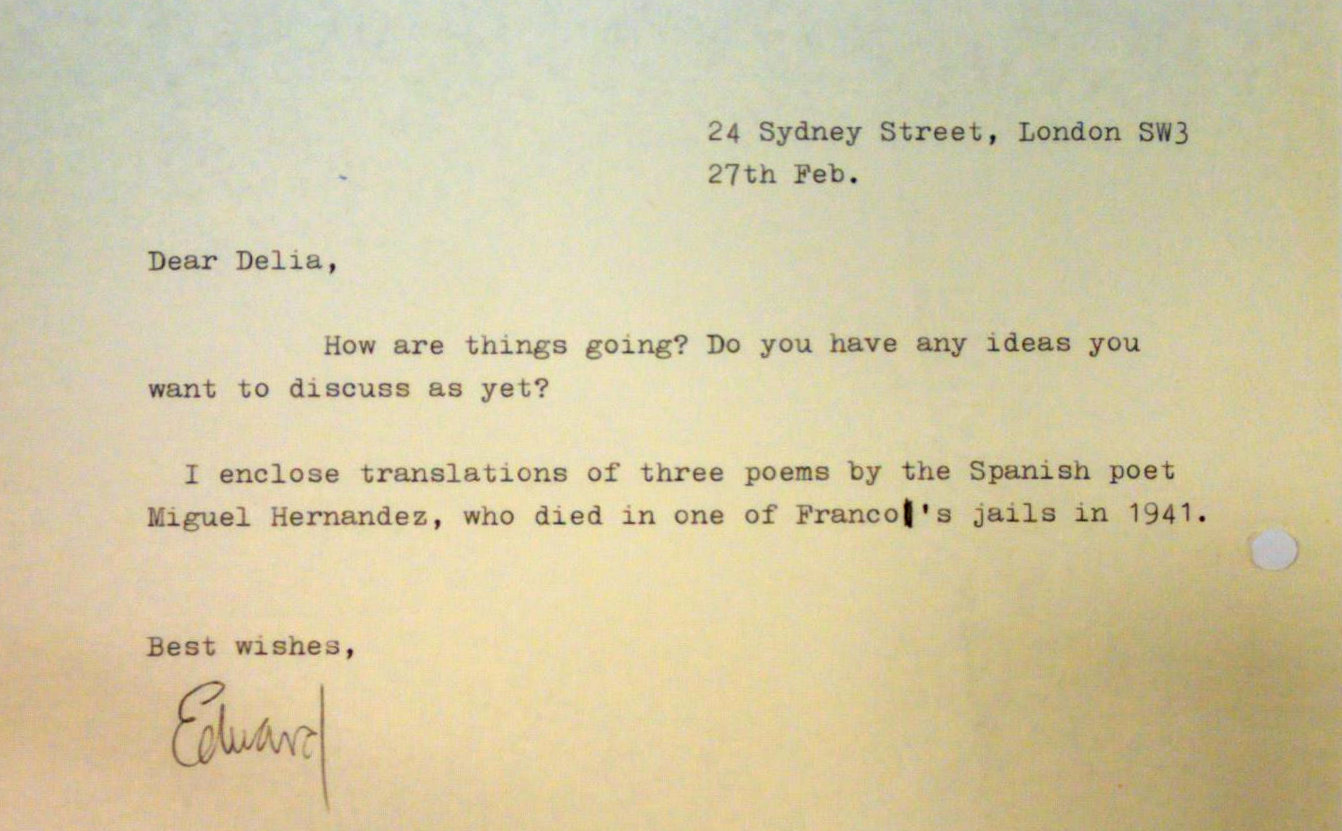 24 Sydney Street, London SW3
27th Feb.
Dear Delia,
How are things going? Do you have any ideas you
want to discuss as yet?
I enclose translations of three poems by the Spanish poet
Miguel Hernandez, who died in one of Franco's jails in 1941.
Best wishes,
Edward